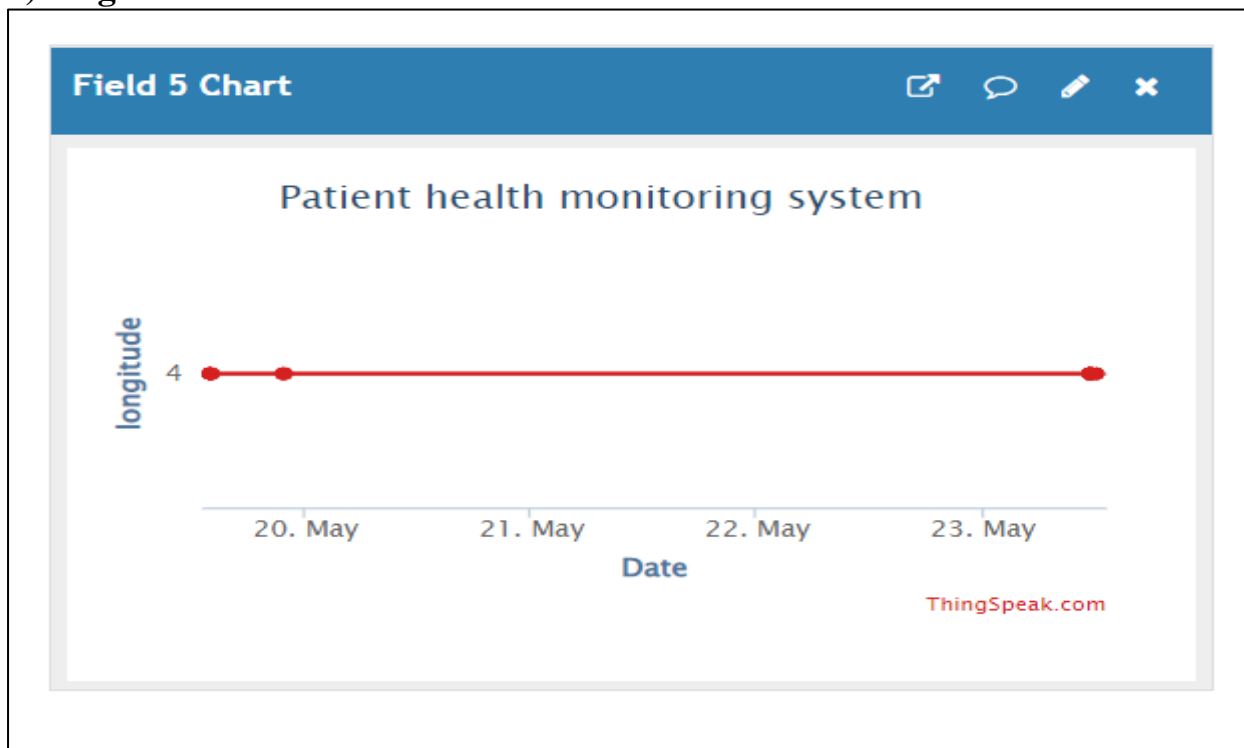 Field 5 Chart
Patient health monitoring system
longitude
4
20. May 21. May 22. May 23. May
Date
ThingSpeak.com